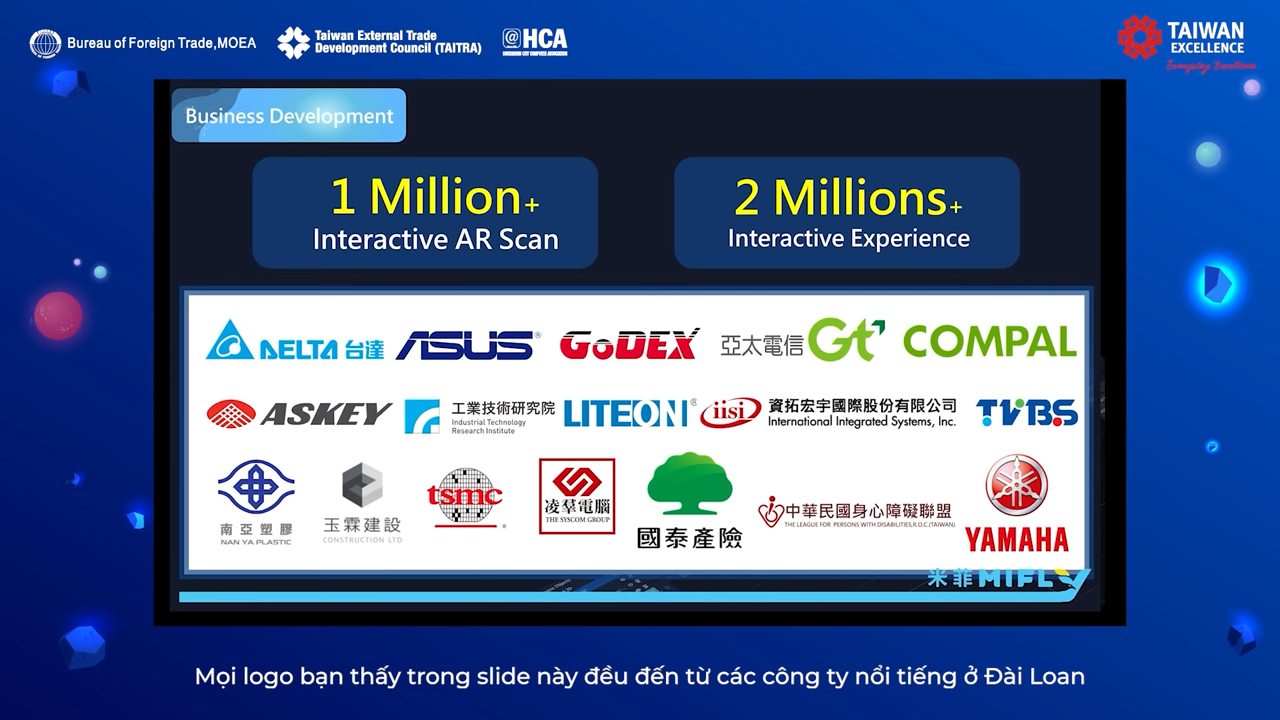 Bureau of Foreign Trade,MOEA
Taiwan External Trade
Development Council (TAITRA)
@HCA
TAIWAN
EXCELLENCE
Everyday Excellence
Business Development
1 Million+
Interactive AR Scan
2 Millions+
Interactive Experience
DELTA 台達
ASUS®
GoDEX
亞太電信 Gt
COMPAL
ASKEY
工業技術研究院
Industrial Technology
Research Institute
LITEON®
iisi
資拓宏宇國際股份有限公司
International Integrated Systems, Inc.
TVBS
南亞塑膠
NAN YA PLASTIC
玉霖建設
CONSTRUCTION LTD
tsmc®
凌羣電腦
THE SYSCOM GROUP
國泰產險
中華民國身心障礙聯盟
THE LEAGUE FOR PERSONS WITH DISABILITIES,R.O.C.(TAIWAN)
YAMAHA
米菲 MIFLY
Mọi logo bạn thấy trong slide này đều đến từ các công ty nổi tiếng ở Đài Loan